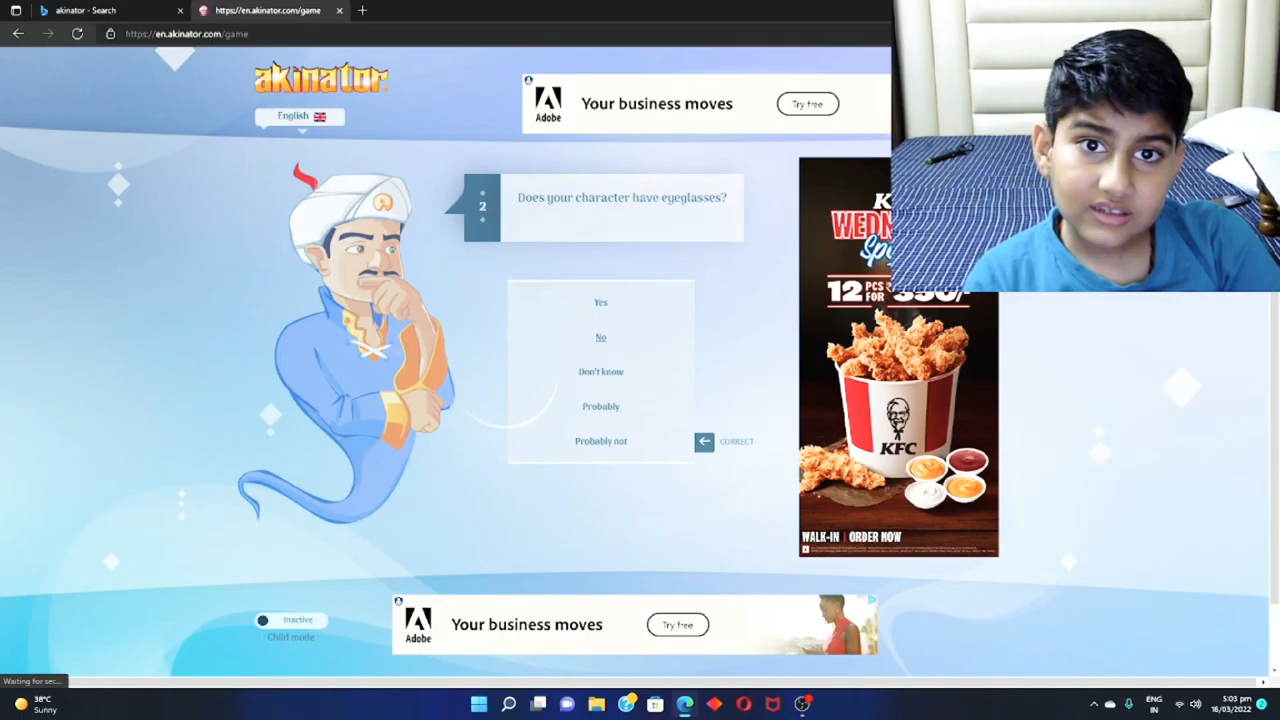 akinator - Search
https://en.akinator.com/game
https://en.akinator.com/game
akinator
English
Adobe
Your business moves
Try free
2
Does your character have eyeglasses?
Yes
No
Don't know
Probably
Probably not
CORRECT
12 PCS
FOR
KFC
WALK-IN | ORDER NOW
Inactive
Child mode
Adobe
Your business moves
Try free
Waiting for sec...
38°C
Sunny
ENG
IN
5:03 pm
16/03/2022
2